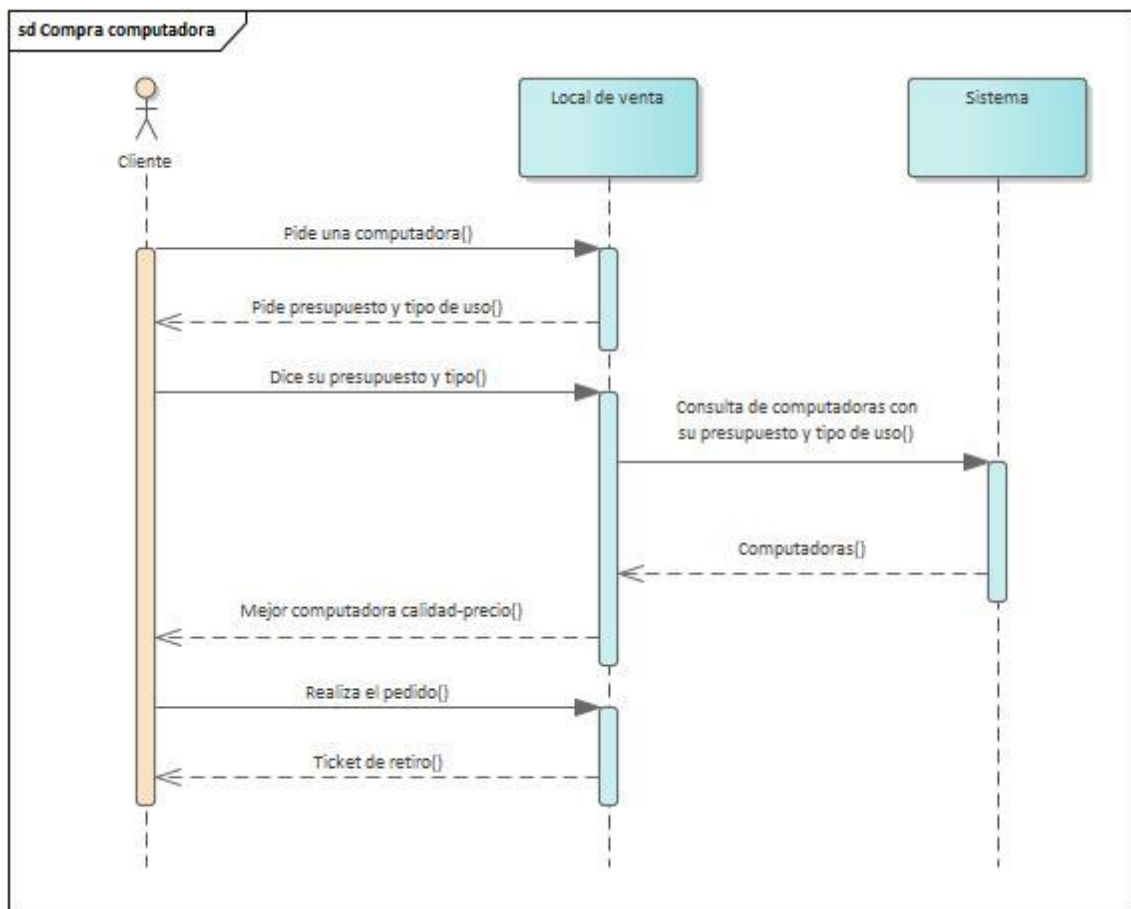 sd Compra computadora
Local de venta
Sistema
Cliente
Pide una computadora()
Pide presupuesto y tipo de uso()
Dice su presupuesto y tipo()
Consulta de computadoras con
su presupuesto y tipo de uso()
Computadoras()
Mejor computadora calidad-precio()
Realiza el pedido()
Ticket de retiro()